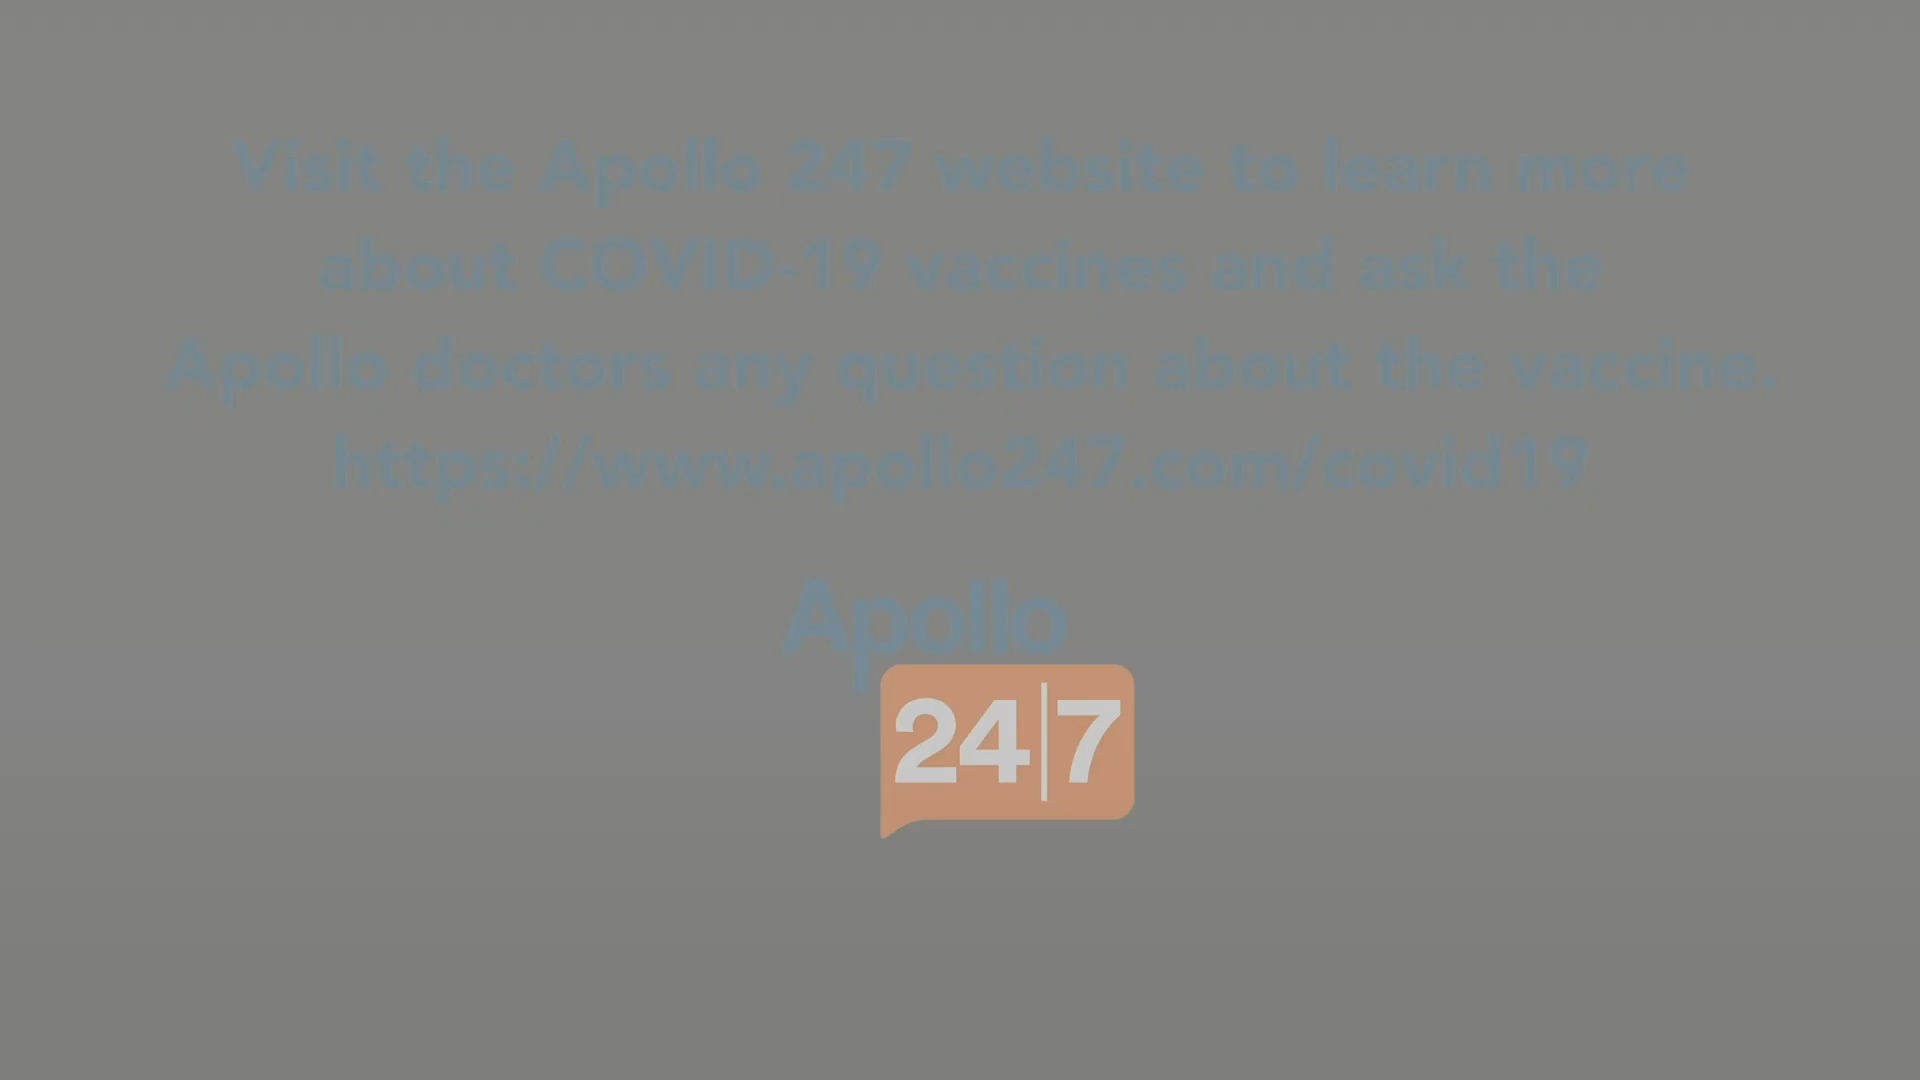 Visit the Apollo 247 website to learn more
about COVID-19 vaccines and ask the
Apollo doctors any question about the vaccine.
https://www.apollo247.com/covid19
Apollo
24|7